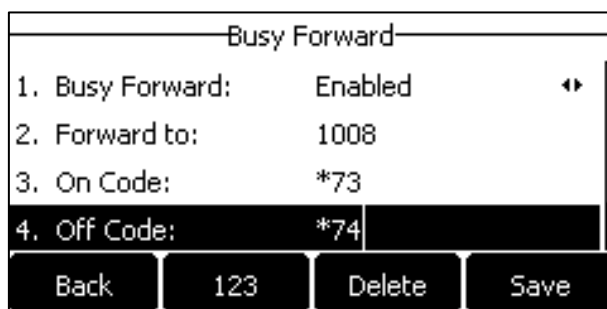 Busy Forward
1. Busy Forward: Enabled
2. Forward to: 1008
3. On Code: *73
4. Off Code: *74
Back 123 Delete Save